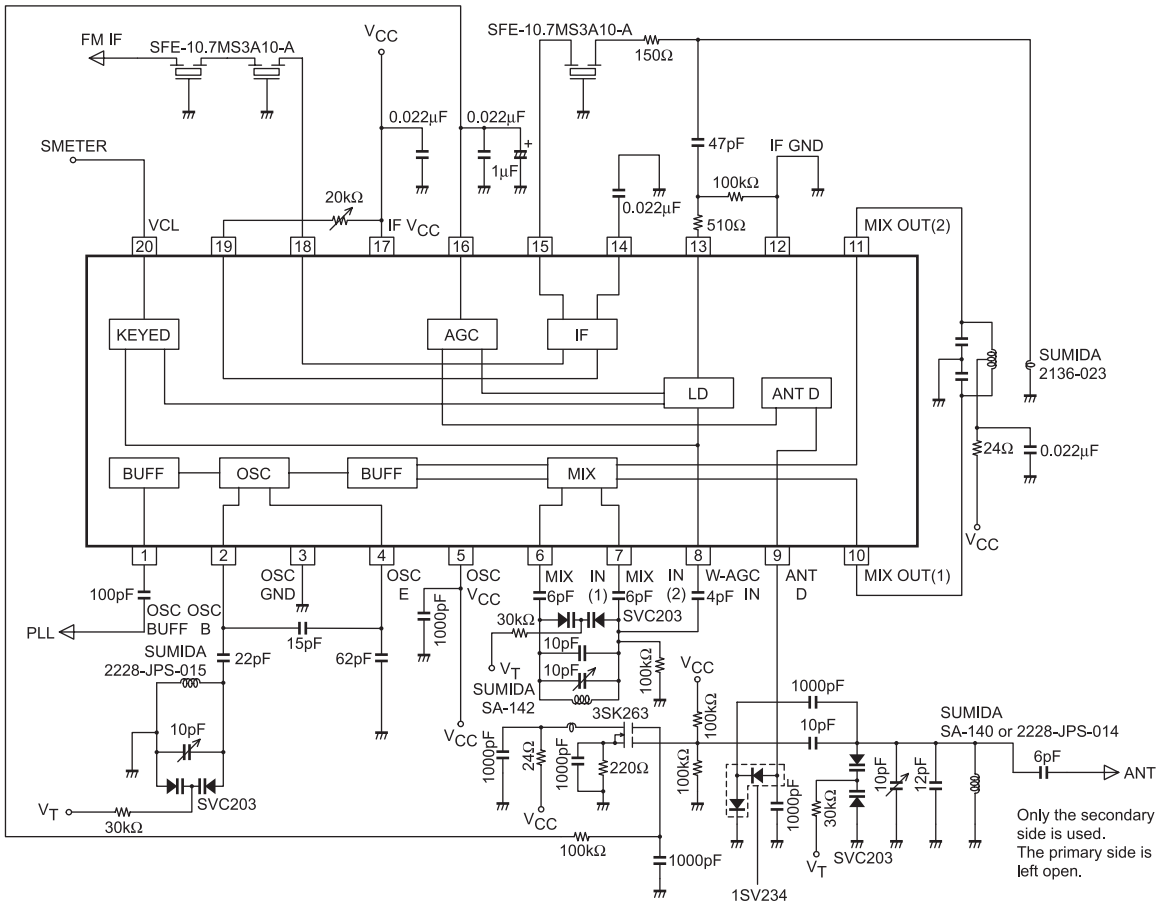 FM IF
SFE-10.7MS3A10-A
VCC
SFE-10.7MS3A10-A
150Ω
SMETER
0.022μF
0.022μF
1μF
+
47pF
IF GND
100kΩ
0.022μF
510Ω
20kΩ
VCL
IF VCC
MIX OUT(2)
20
19
18
17
16
15
14
13
12
11
KEYED
AGC
IF
LD
ANT D
SUMIDA
2136-023
24Ω
0.022μF
VCC
BUFF
OSC
BUFF
MIX
1
2
3
4
5
6
7
8
9
10
MIX OUT(1)
OSC
BUFF
OSC
B
OSC
GND
OSC
E
OSC
VCC
MIX
IN
(1)
MIX
IN
(2)
W-AGC
IN
ANT
D
100pF
PLL
15pF
1000pF
6pF
6pF
4pF
SVC203
30kΩ
SUMIDA
2228-JPS-015
22pF
62pF
10pF
10pF
VT
SUMIDA
SA-142
100kΩ
VCC
100kΩ
1000pF
10pF
SUMIDA
SA-140 or 2228-JPS-014
10pF
VCC
3SK263
1000pF
24Ω
1000pF
220Ω
100kΩ
6pF
ANT
SVC203
VT
30kΩ
VCC
1000pF
30kΩ
10pF
12pF
100kΩ
1000pF
SVC203
VT
1SV234
Only the secondary
side is used.
The primary side is
left open.